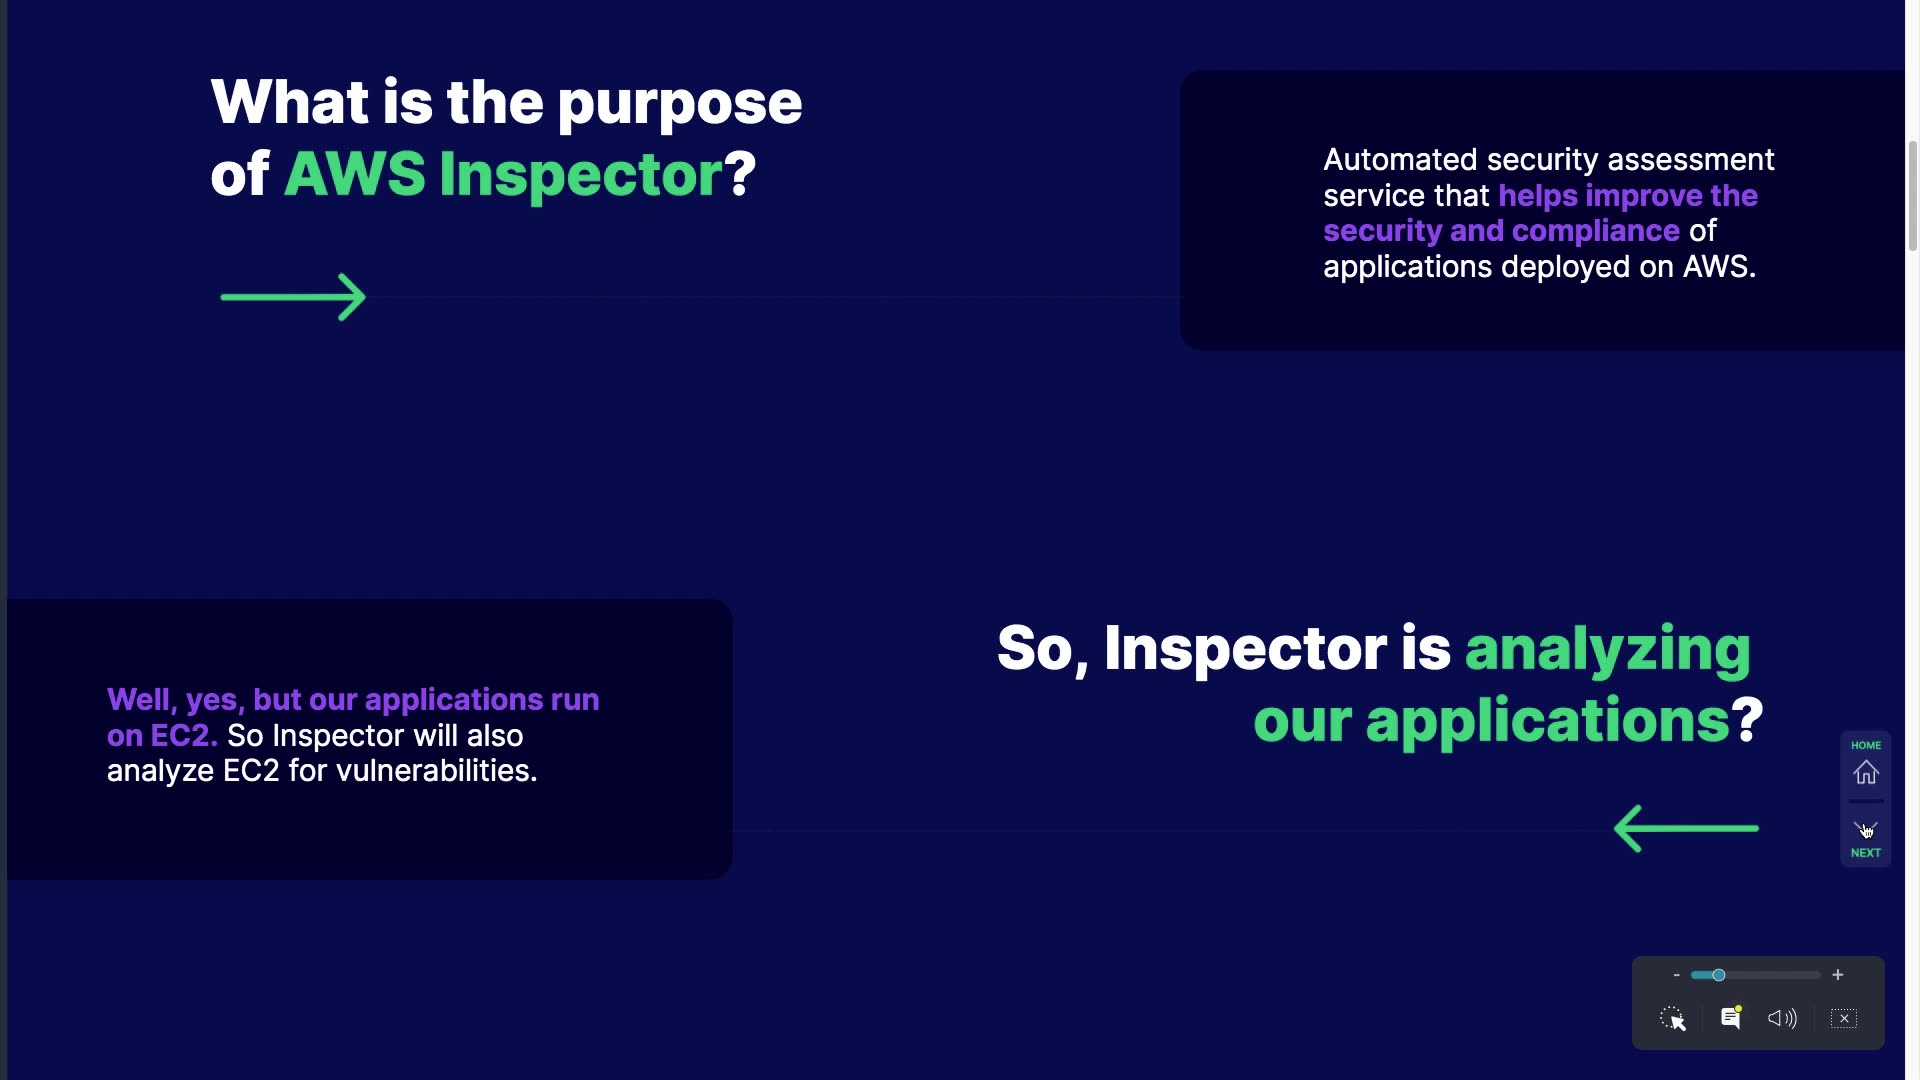 What is the purpose
of AWS Inspector?
Automated security assessment
service that helps improve the
security and compliance of
applications deployed on AWS.
So, Inspector is analyzing
our applications?
Well, yes, but our applications run
on EC2. So Inspector will also
analyze EC2 for vulnerabilities.
HOME
NEXT
- +